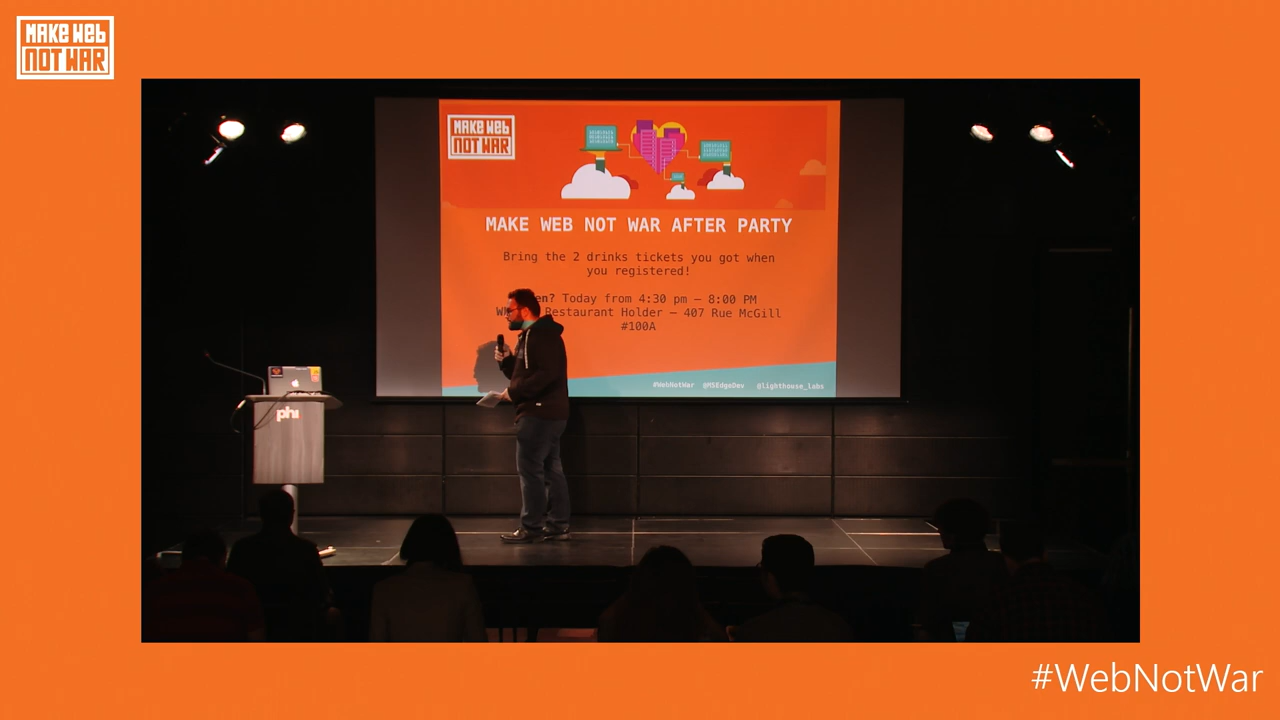 MAKE WEB
NOT WAR
MAKE WEB
NOT WAR
MAKE WEB NOT WAR AFTER PARTY
Bring the 2 drinks tickets you got when
you registered!
en? Today from 4:30 pm – 8:00 PM
Restaurant Holder – 407 Rue McGill
#100A
#WebNotWar @MSEdgeDev @lighthouse_labs
phi
#WebNotWar